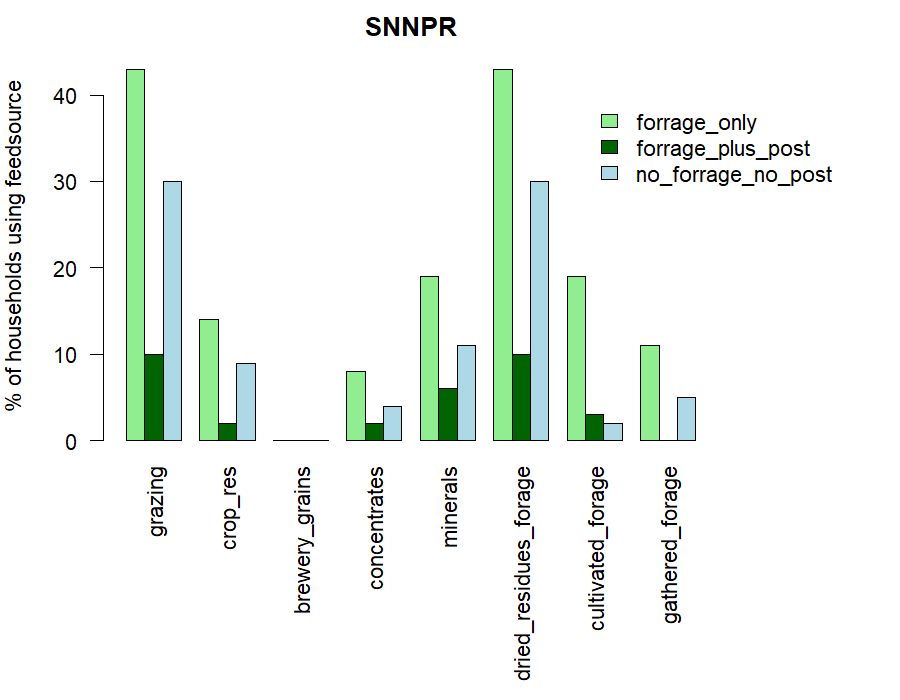 SNNPR
% of households using feedsource
40
30
20
10
0
forrage_only
forrage_plus_post
no_forrage_no_post
grazing
crop_res
brewery_grains
concentrates
minerals
dried_residues_forage
cultivated_forage
gathered_forage